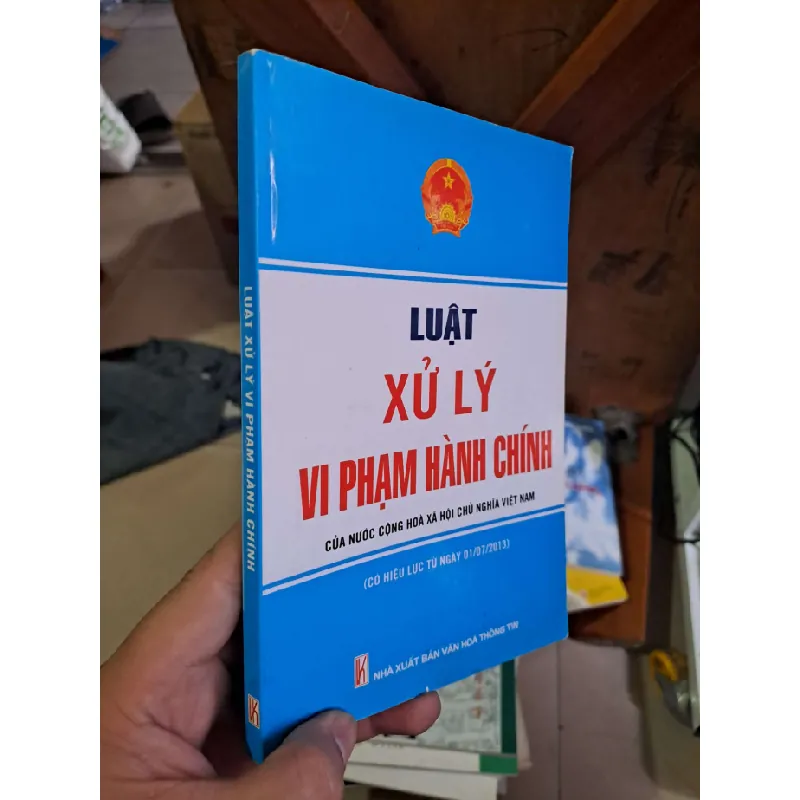 LUẬT
XỬ LÝ
VI PHẠM HÀNH CHÍNH
CỦA NƯỚC CỘNG HOÀ XÃ HỘI CHỦ NGHĨA VIỆT NAM
(CÓ HIỆU LỰC TỪ NGÀY 01/07/2013)
NHÀ XUẤT BẢN VĂN HOÁ THÔNG TIN
LUẬT XỬ LÝ VI PHẠM HÀNH CHÍNH